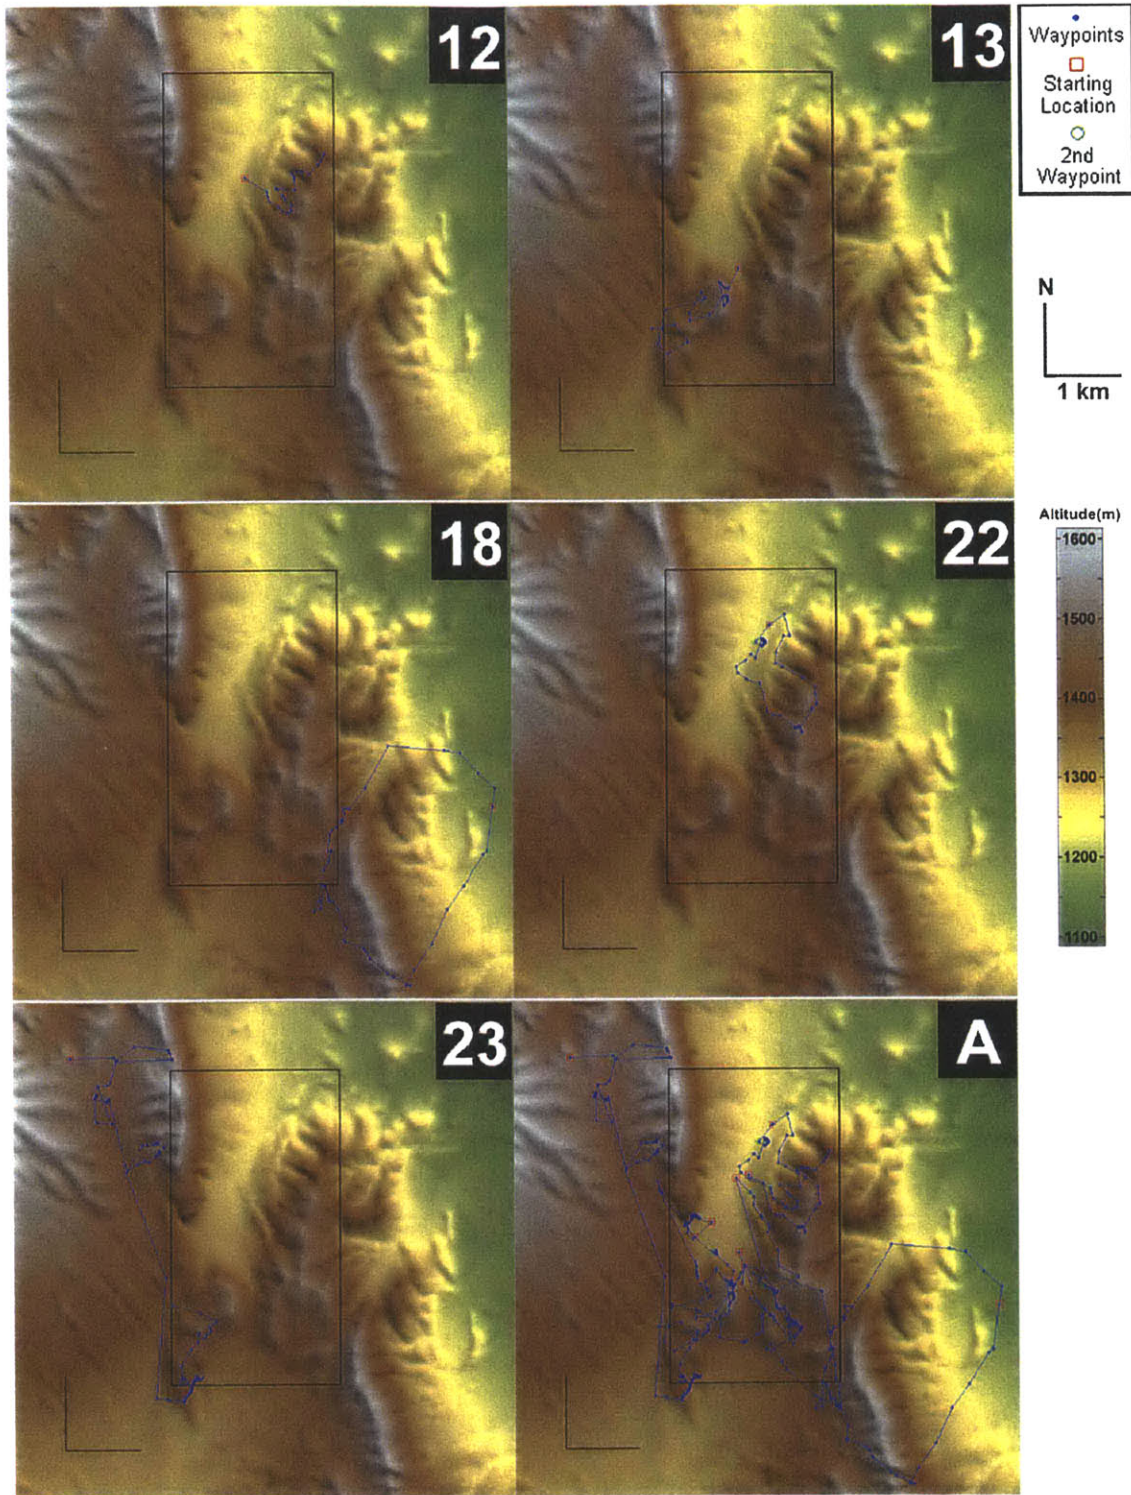 12
13
Waypoints
Starting
Location
2nd
Waypoint
N
1 km
18
22
Altitude(m)
1600
1500
1400
1300
1200
1100
23
A